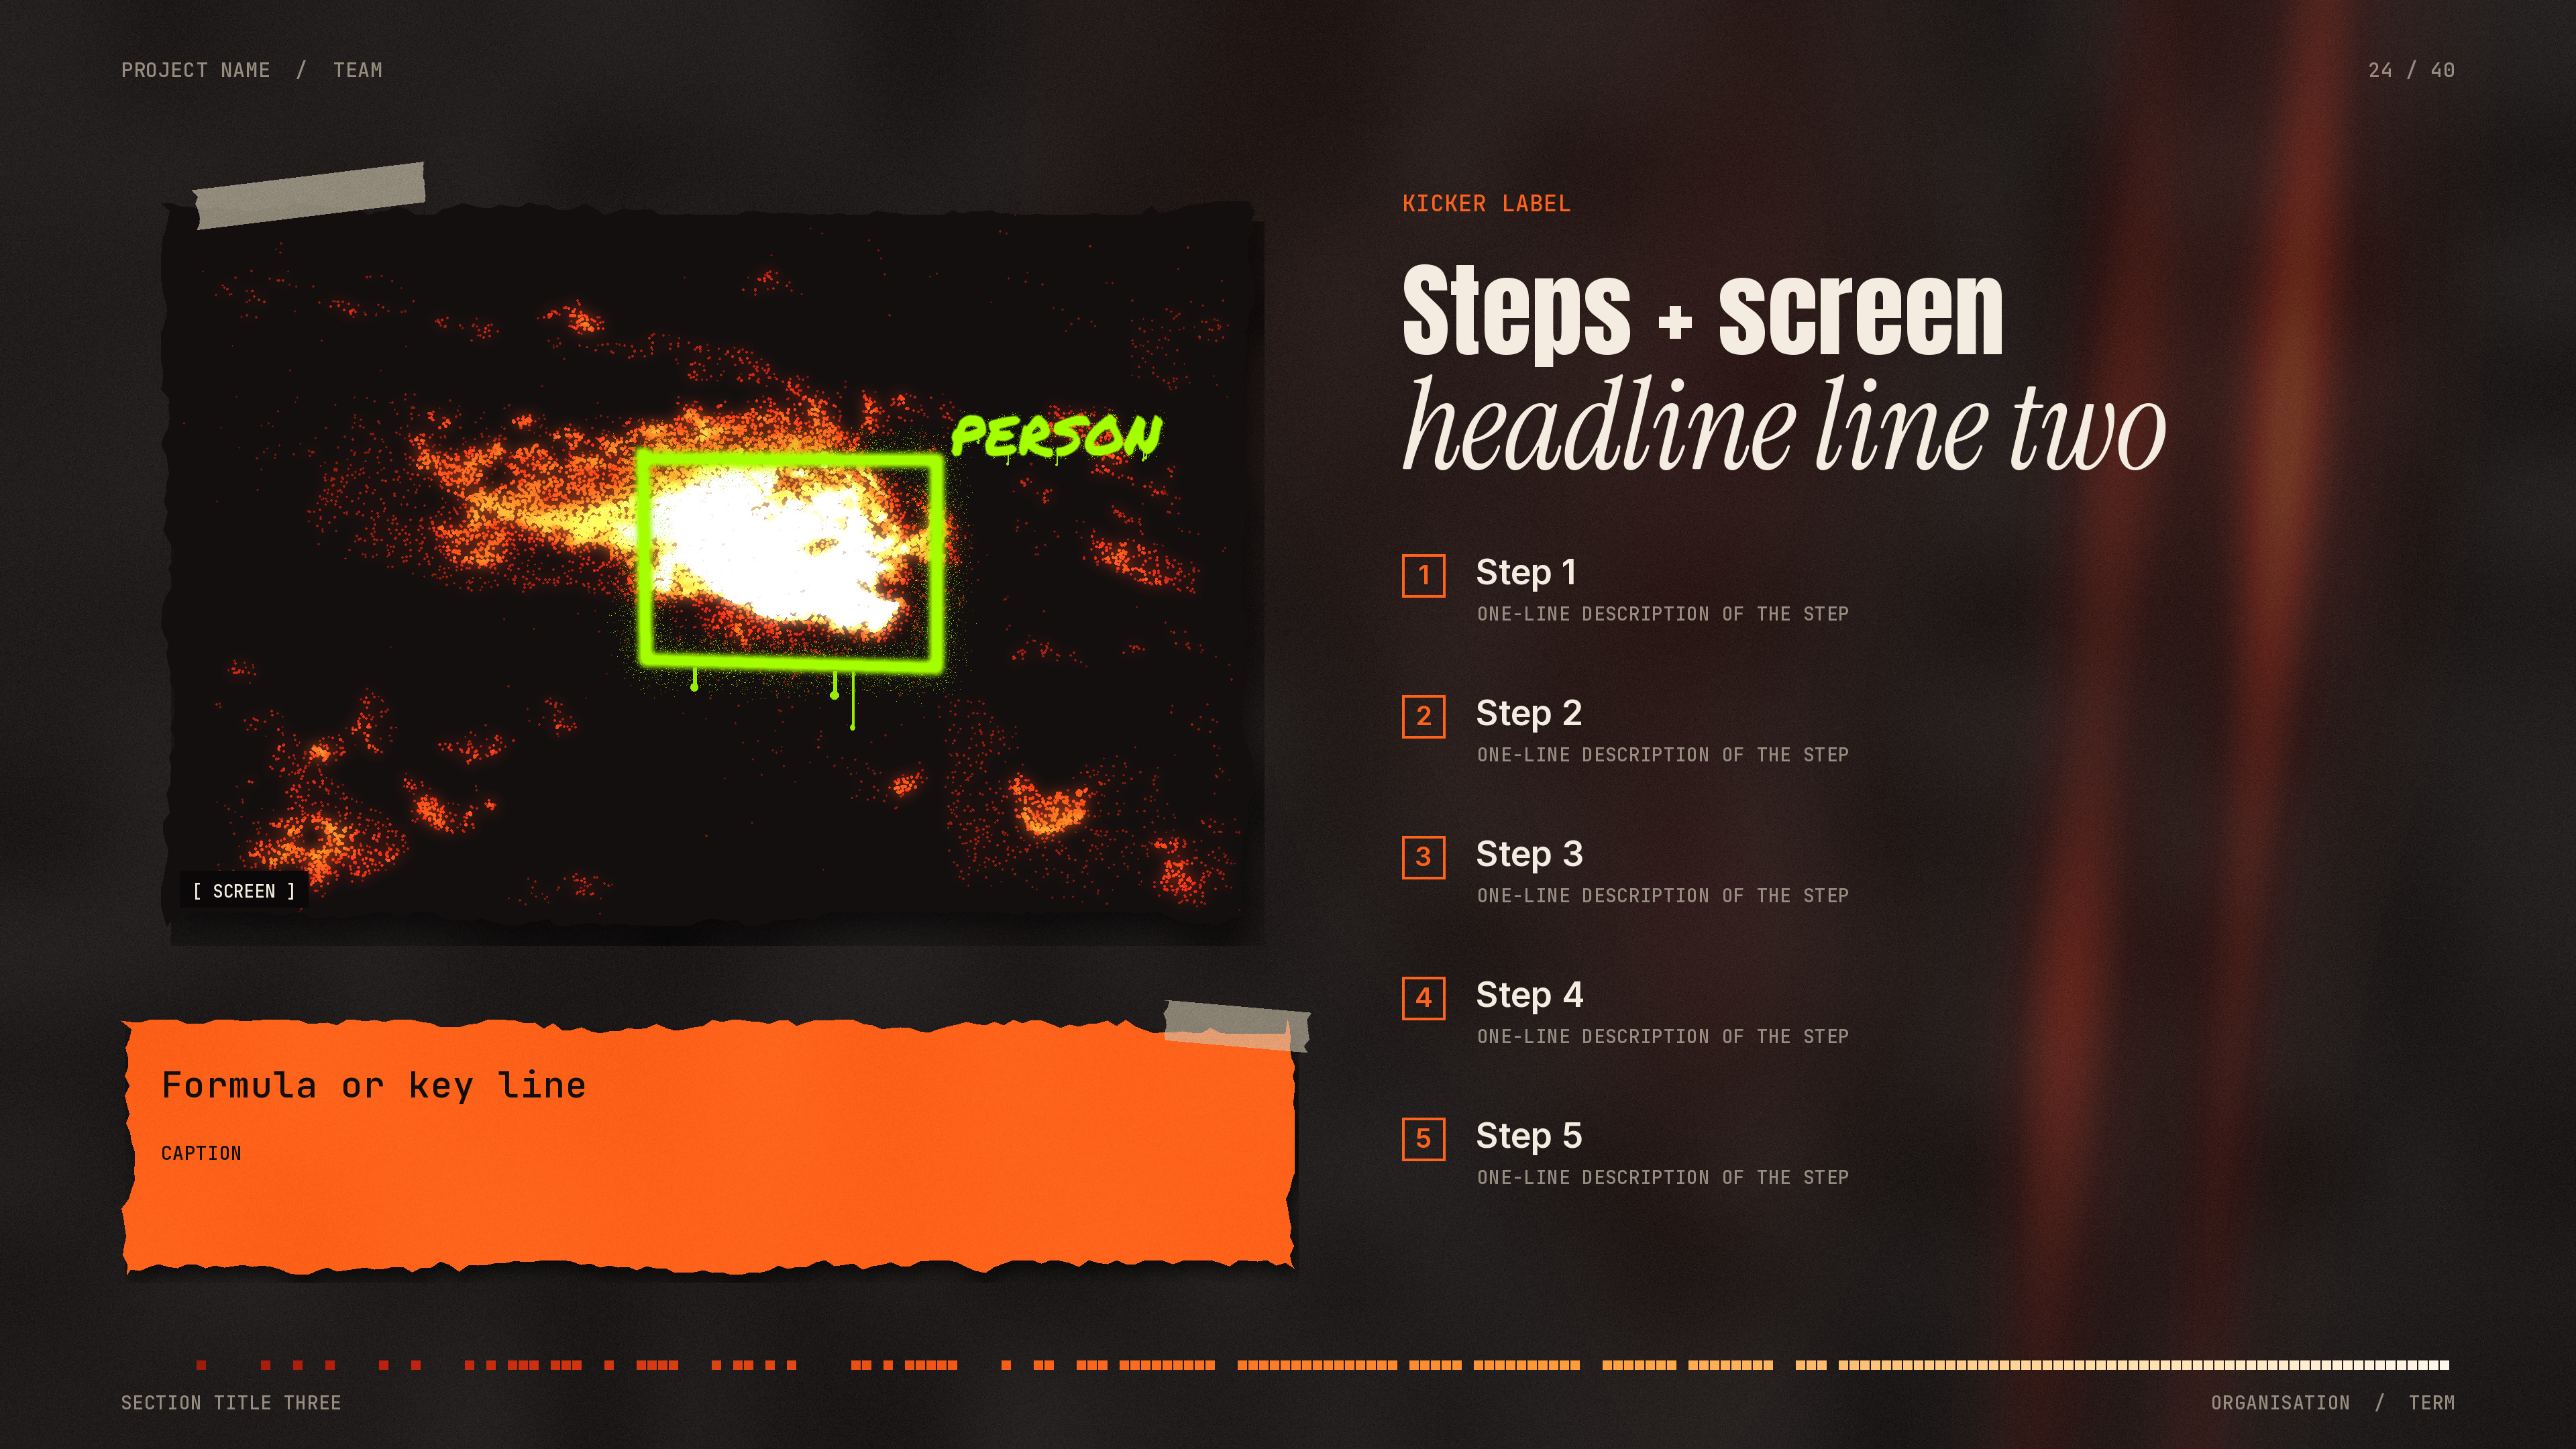 PROJECT NAME / TEAM
24 / 40
PERSON
[ SCREEN ]
Formula or key line
CAPTION
KICKER LABEL
Steps + screen
headline line two
1 Step 1
ONE-LINE DESCRIPTION OF THE STEP
2 Step 2
ONE-LINE DESCRIPTION OF THE STEP
3 Step 3
ONE-LINE DESCRIPTION OF THE STEP
4 Step 4
ONE-LINE DESCRIPTION OF THE STEP
5 Step 5
ONE-LINE DESCRIPTION OF THE STEP
SECTION TITLE THREE
ORGANISATION / TERM